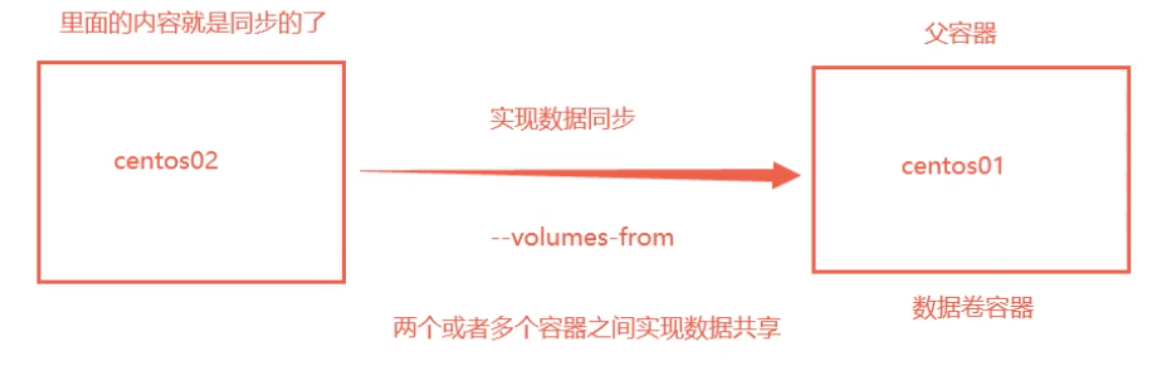 里面的内容就是同步的了
父容器
实现数据同步
centos02
centos01
--volumes-from
数据卷容器
两个或者多个容器之间实现数据共享